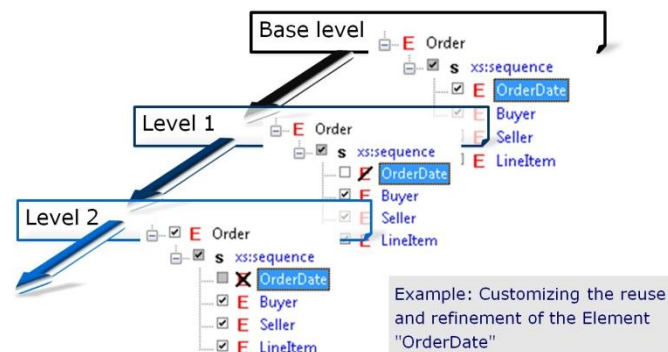 Base level
E Order
s xs:sequence
E OrderDate
E Buyer
E Seller
E LineItem
Level 1
E Order
s xs:sequence
E OrderDate
E Buyer
E Seller
E LineItem
Level 2
E Order
s xs:sequence
E OrderDate
E Buyer
E Seller
E LineItem
Example: Customizing the reuse
and refinement of the Element
"OrderDate"